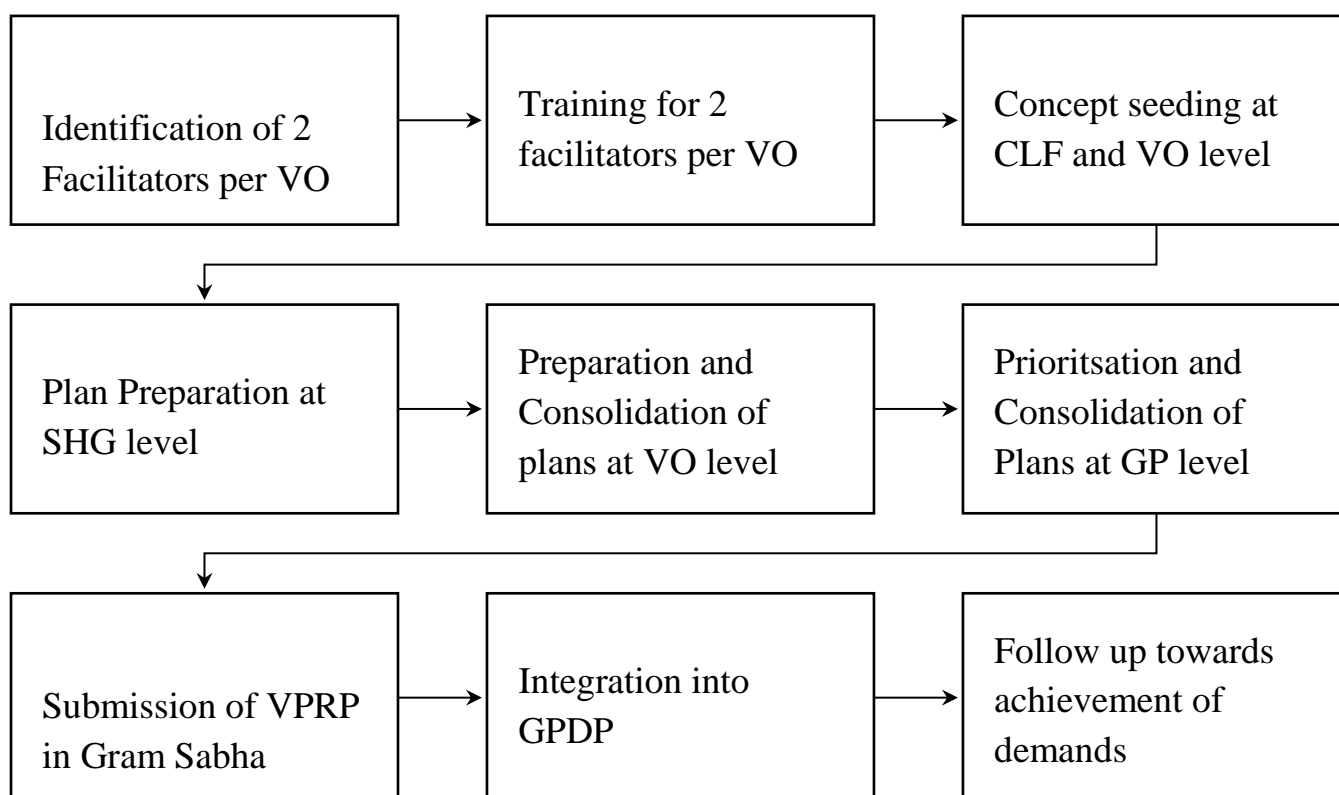 Identification of 2
Facilitators per VO
Training for 2
facilitators per VO
Concept seeding at
CLF and VO level
Plan Preparation at
SHG level
Preparation and
Consolidation of
plans at VO level
Prioritsation and
Consolidation of
Plans at GP level
Submission of VPRP
in Gram Sabha
Integration into
GPDP
Follow up towards
achievement of
demands